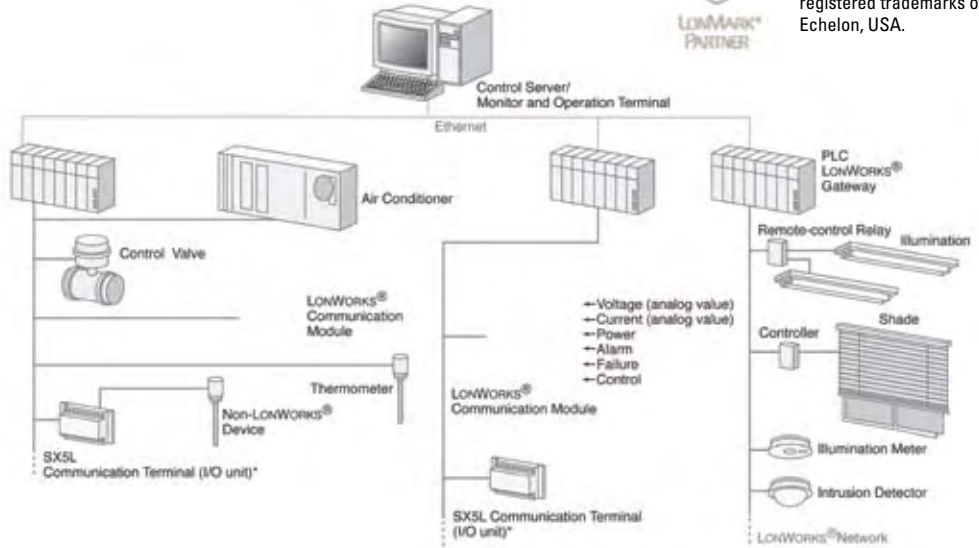 registered trademarks o
Echelon, USA.
LONMARK®
PARTNER
Control Server/
Monitor and Operation Terminal
Ethernet
PLC
LONWORKS®
Gateway
Air Conditioner
Remote-control Relay
Illumination
Control Valve
LONWORKS®
Communication
Module
←Voltage (analog value)
←Current (analog value)
←Power
←Alarm
←Failure
←Control
Controller
Shade
Thermometer
LONWORKS®
Communication Module
Non-LONWORKS®
Device
SX5L
Communication Terminal (I/O unit)*
Illumination Meter
Intrusion Detector
SX5L Communication Terminal
(I/O unit)*
LONWORKS®Network